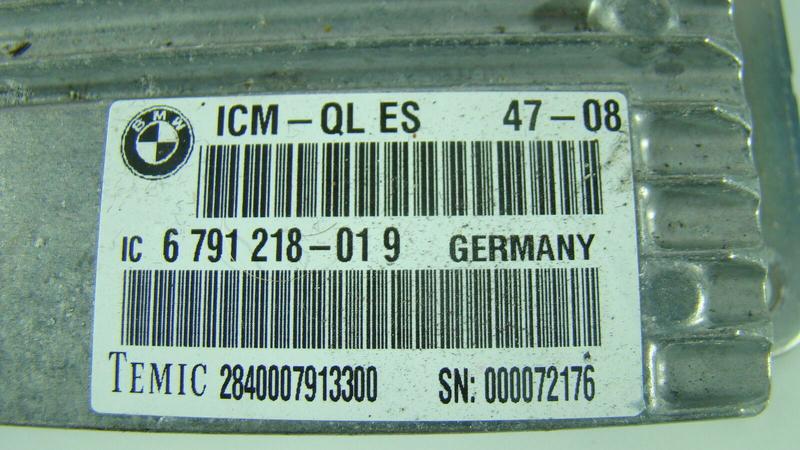 BMW
ICM – QL ES 47 – 08
IC 6 791 218 – 01 9 GERMANY
TEMIC 2840007913300 SN: 000072176